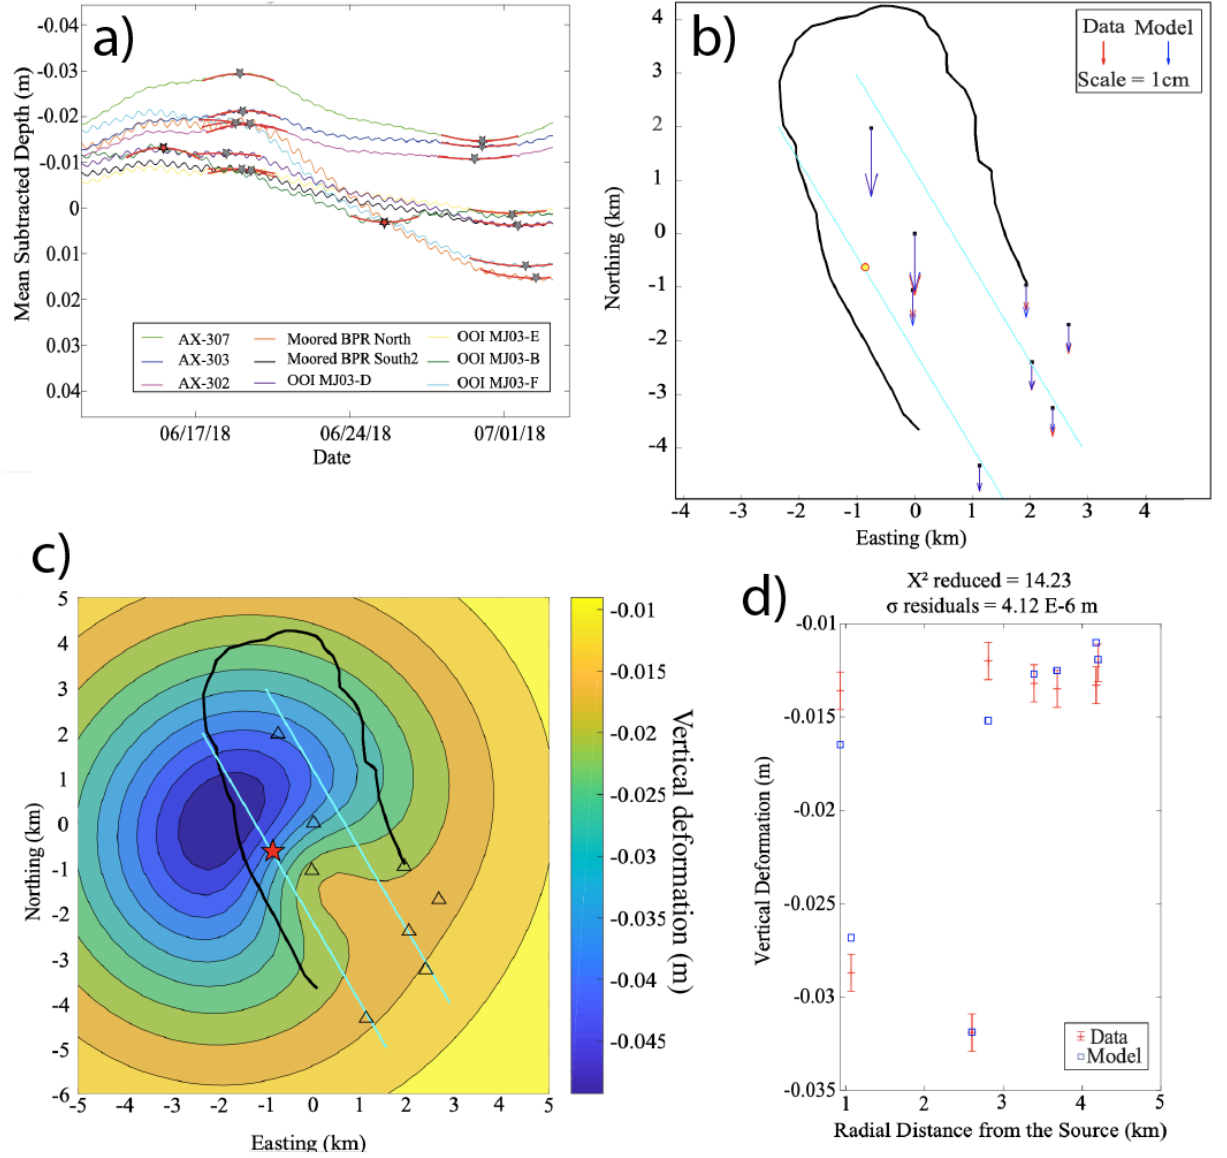 a)
-0.04
-0.03
-0.02
-0.01
0
0.01
0.02
0.03
0.04
Mean Subtracted Depth (m)
AX-307
Moored BPR North
OOI MJ03-E
AX-303
Moored BPR South2
OOI MJ03-B
AX-302
OOI MJ03-D
OOI MJ03-F
06/17/18
06/24/18
07/01/18
Date
b)
Data Model
Scale = 1cm
4
3
2
1
0
-1
-2
-3
-4
Northing (km)
-4
-3
-2
-1
0
1
2
3
4
Easting (km)
c)
5
4
3
2
1
0
-1
-2
-3
-4
-5
-6
Northing (km)
-5
-4
-3
-2
-1
0
1
2
3
4
5
Easting (km)
-0.01
-0.015
-0.02
-0.025
-0.03
-0.035
-0.04
-0.045
Vertical deformation (m)
d)
X² reduced = 14.23
σ residuals = 4.12 E-6 m
-0.01
-0.015
-0.02
-0.025
-0.03
-0.035
Vertical Deformation (m)
Data
Model
1
2
3
4
5
Radial Distance from the Source (km)